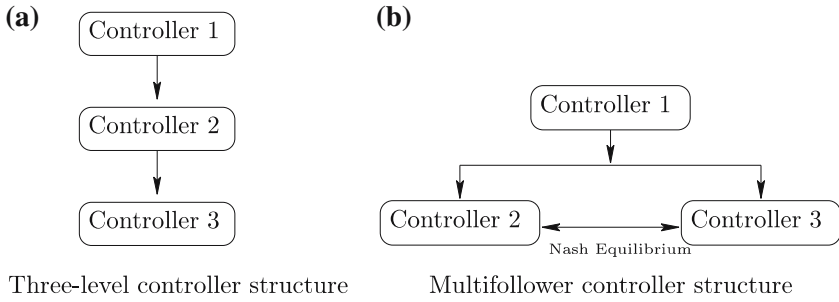 (a)
Controller 1
Controller 2
Controller 3
Three-level controller structure
(b)
Controller 1
Controller 2
Controller 3
Nash Equilibrium
Multifollower controller structure